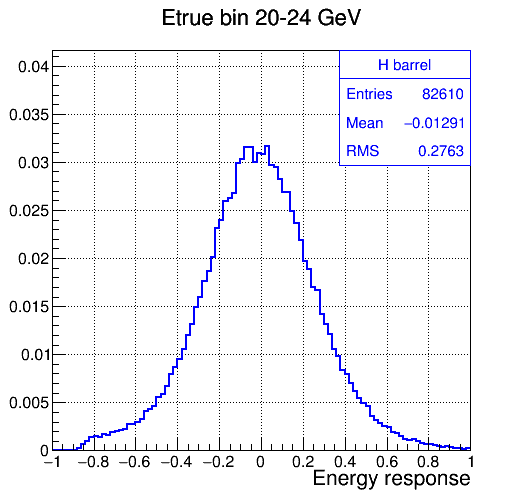 Etrue bin 20-24 GeV
H barrel
Entries 82610
Mean −0.01291
RMS 0.2763
0.04
0.035
0.03
0.025
0.02
0.015
0.01
0.005
0
−1 −0.8 −0.6 −0.4 −0.2 0 0.2 0.4 0.6 0.8 1
Energy response